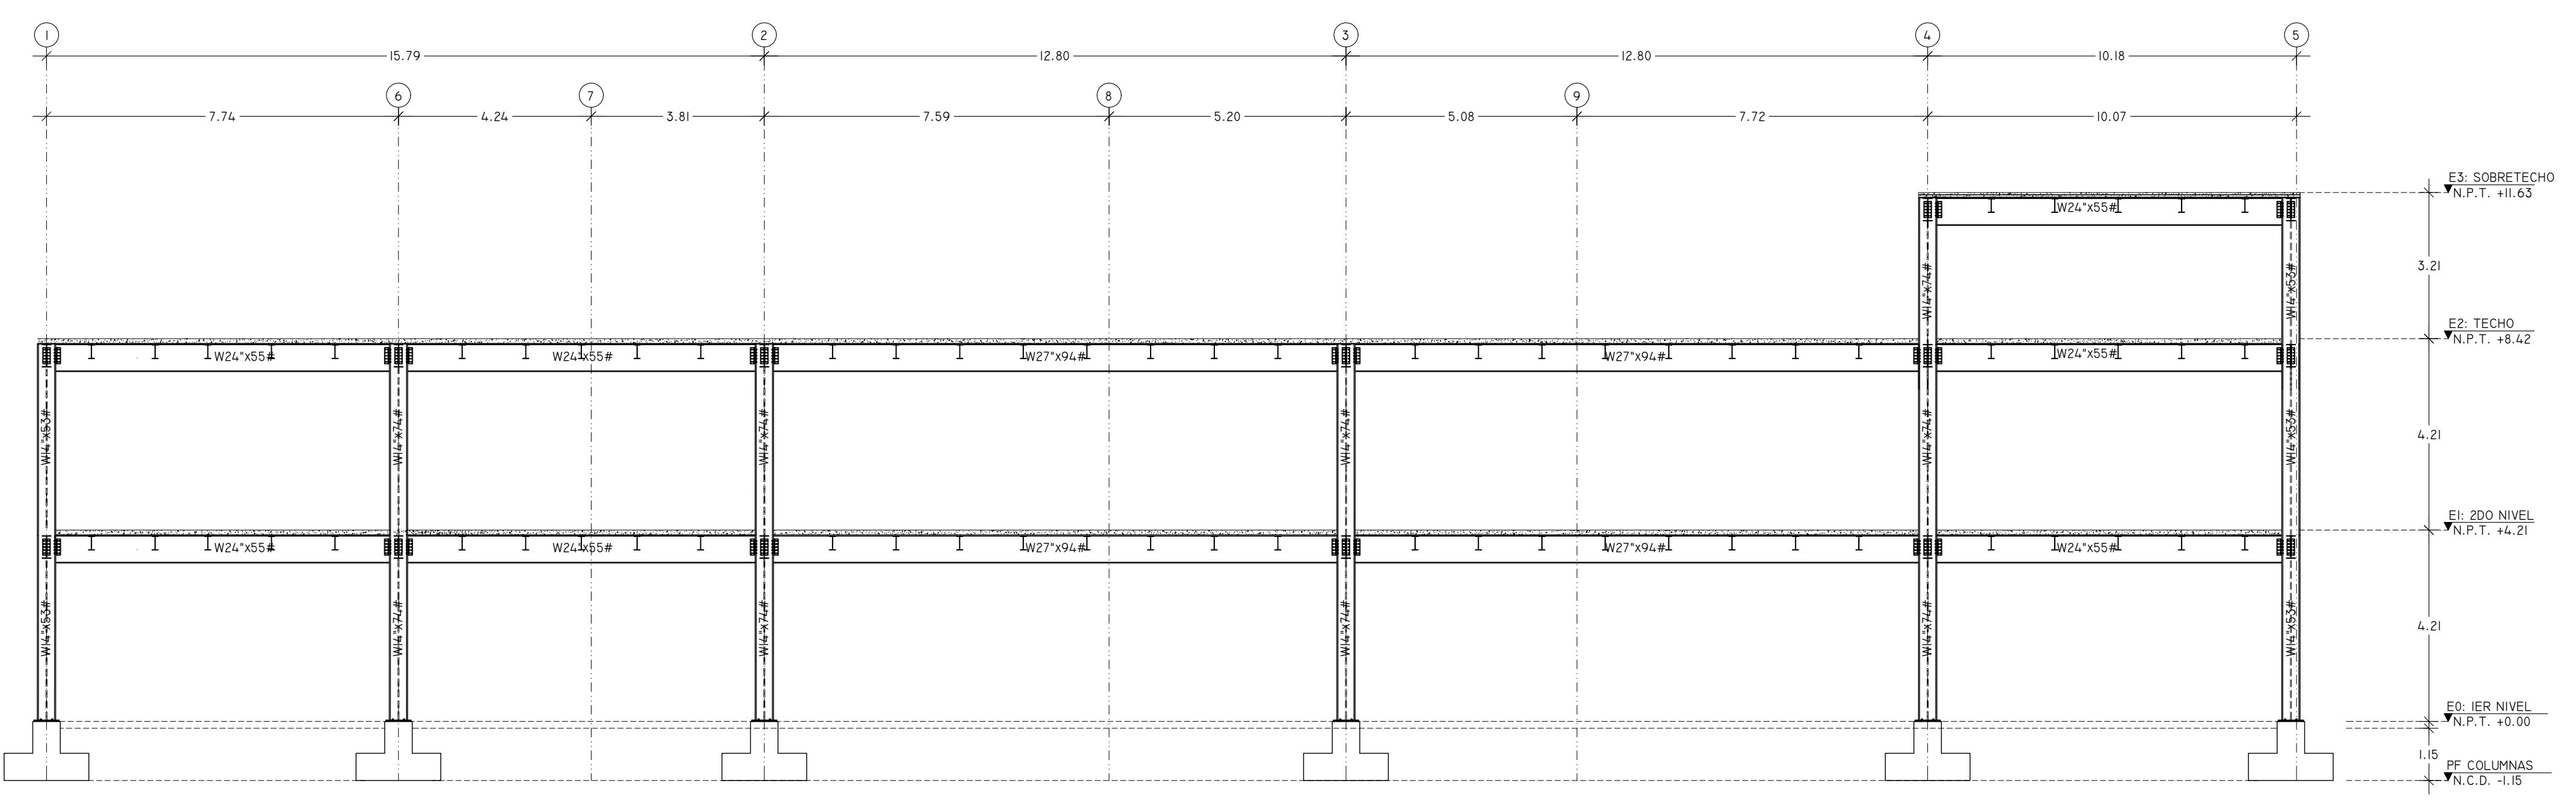 1 2 3 4 5
15.79 12.80 12.80 10.18
6 7 8 9
7.74 4.24 3.81 7.59 5.20 5.08 7.72 10.07
E3: SOBRETECHO
N.P.T. +11.63
W24"x55#
3.21
W14"x74# W14"x53#
E2: TECHO
N.P.T. +8.42
W24"x55# W24"x55# W27"x94# W27"x94# W24"x55#
4.21
W14"x53# W14"x74# W14"x74# W14"x74# W14"x74# W14"x53#
E1: 2DO NIVEL
N.P.T. +4.21
W24"x55# W24"x55# W27"x94# W27"x94# W24"x55#
4.21
W14"x53# W14"x74# W14"x74# W14"x74# W14"x74# W14"x53#
E0: 1ER NIVEL
N.P.T. +0.00
1.15
PF COLUMNAS
N.C.D. -1.15